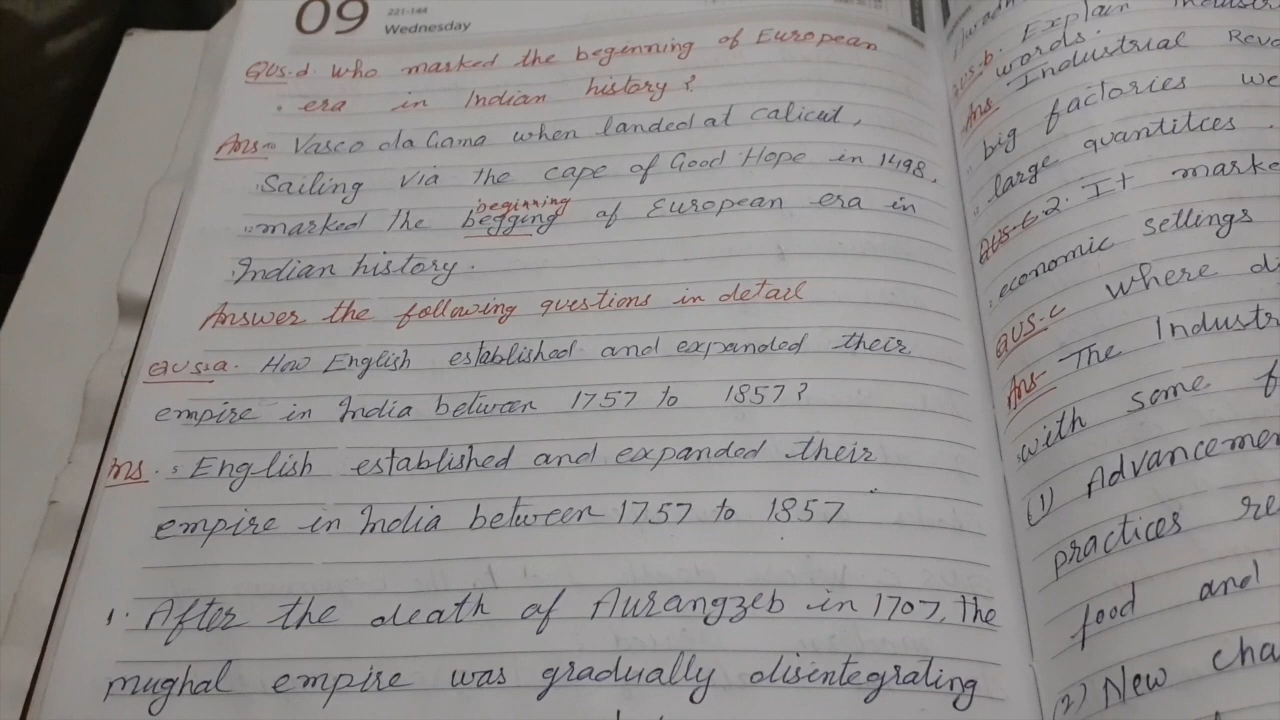 09
221-144
Wednesday
Qus.d. who marked the beginning of European
era in Indian history?
Ans- Vasco da Gama when landed at calicut,
Sailing via the cape of Good Hope in 1498,
beginning
marked the begging of European era in
Indian history.
Answer the following questions in detail
Qus:a. How English established and expanded their
empire in India between 1757 to 1857?
Ans. : English established and expanded their
empire in India between 1757 to 1857
1. After the death of Aurangzeb in 1707, the
mughal empire was gradually disintegrating
Qus.b. Explain
words.
Ans. Industrial Revo
big factories we
large quantitces.
Qus-b.2. It marke
economic settings
Qus-c where di
Ans- The Industr
with some f
(1) Advancemen
practices re
food and
(2) New cha